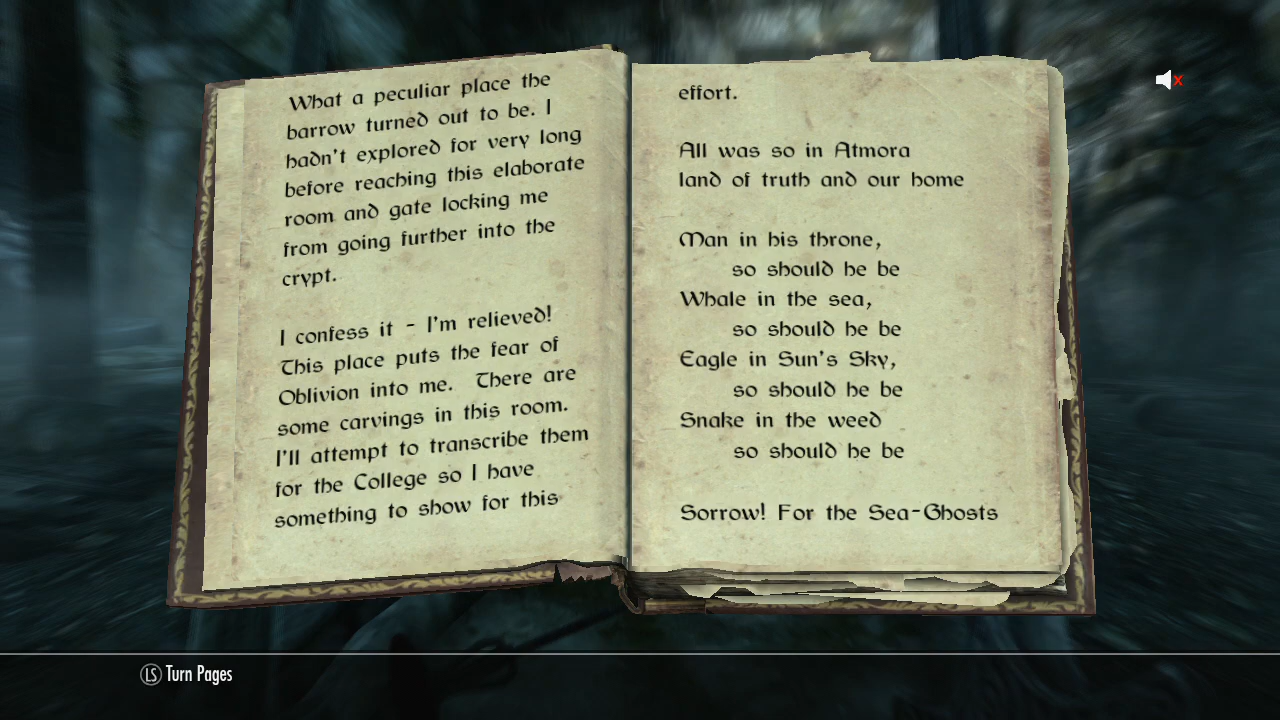 What a peculiar place the
barrow turned out to be. I
hadn't explored for very long
before reaching this elaborate
room and gate locking me
from going further into the
crypt.
I confess it - I'm relieved!
This place puts the fear of
Oblivion into me.  There are
some carvings in this room.
I'll attempt to transcribe them
for the College so I have
something to show for this
effort.
All was so in Atmora
land of truth and our home
Man in his throne,
so should he be
Whale in the sea,
so should he be
Eagle in Sun's Sky,
so should he be
Snake in the weed
so should he be
Sorrow! For the Sea-Ghosts
LS Turn Pages